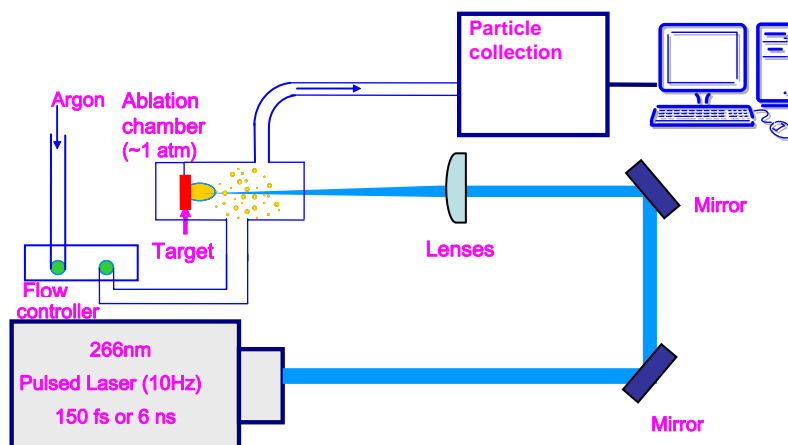 Particle
collection
Argon
Ablation
chamber
(~1 atm)
Mirror
Target
Lenses
Flow
controller
266nm
Pulsed Laser (10Hz)
150 fs or 6 ns
Mirror